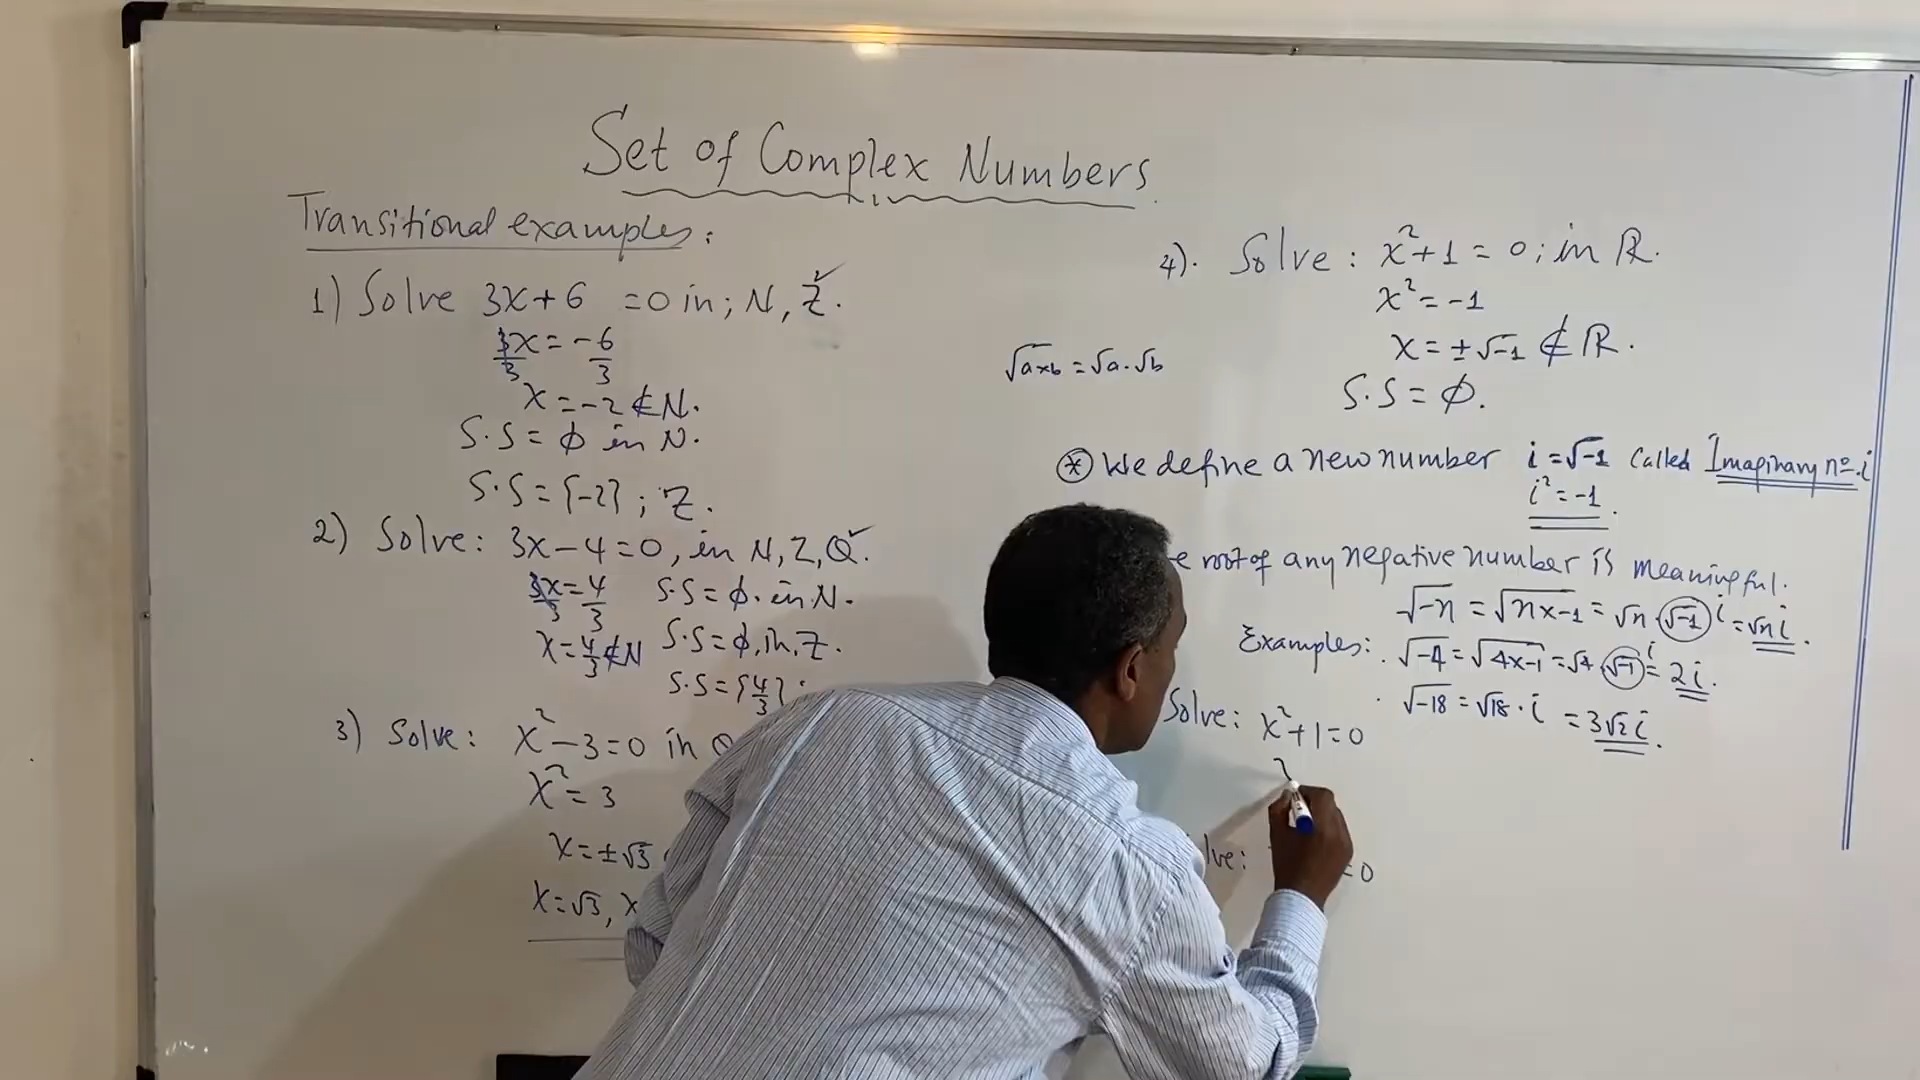 Set of Complex Numbers
Transitional examples:
1) Solve 3x+6 =0 in; N, Z.
3x/3 = -6/3
x = -2 ∉ N.
S.S = ϕ in N.
S.S = {-2} ; Z.
2) Solve: 3x-4=0, in N, Z, Q.
3x/3 = 4/3
x = 4/3 ∉ N
S.S = ϕ. in N.
S.S = ϕ, in, Z.
S.S = {4/3}
3) Solve: x²-3=0 in
x² = 3
x = ±√3
x = √3, x
√axb = √a.√b
4). Solve: x²+1 = 0; in ℝ.
x² = -1
x = ±√-1 ∉ ℝ.
S.S = ϕ.
* We define a new number i = √-1 called Imaginary no. i
i² = -1.
root of any negative number is meaningful.
√-n = √nx-1 = √n.√-1 i = √n i.
Examples: . √-4 = √4x-1 = √4.√-1 i = 2i.
. √-18 = √18 . i = 3√2 i.
Solve: x²+1=0
lve: =0